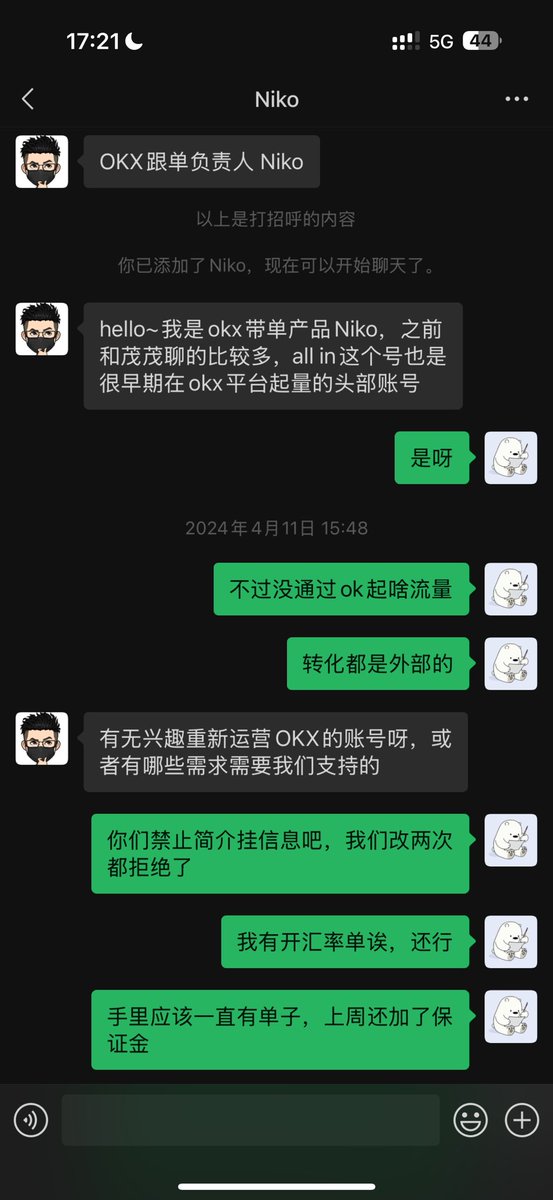 17:21
5G
44
Niko
OKX跟单负责人 Niko
以上是打招呼的内容
你已添加了Niko，现在可以开始聊天了。
hello~我是okx带单产品Niko，之前
和茂茂聊的比较多，all in这个号也是
很早期在okx平台起量的头部账号
是呀
2024年4月11日 15:48
不过没通过ok起啥流量
转化都是外部的
有无兴趣重新运营OKX的账号呀，或
者有哪些需求需要我们支持的
你们禁止简介挂信息吧，我们改两次
都拒绝了
我有开汇率单诶，还行
手里应该一直有单子，上周还加了保
证金